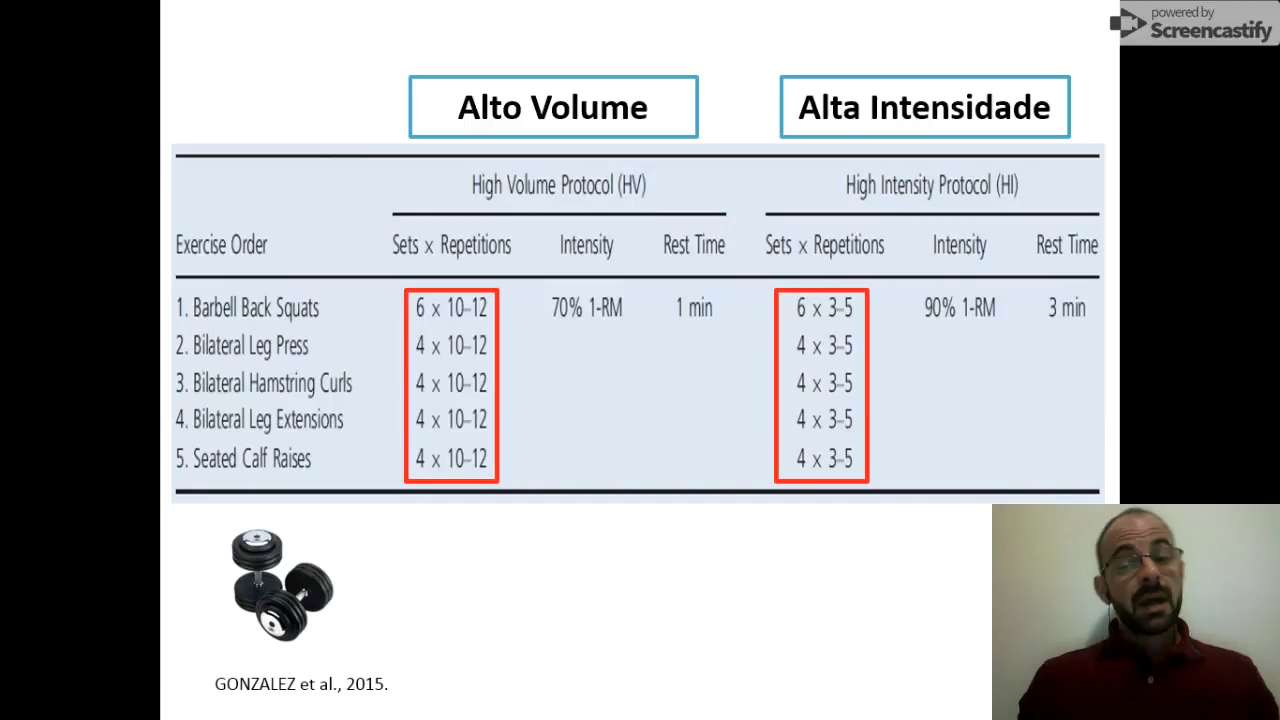 powered by
Screencastify
Alto Volume Alta Intensidade
High Volume Protocol (HV) High Intensity Protocol (HI)
Exercise Order Sets x Repetitions Intensity Rest Time Sets x Repetitions Intensity Rest Time
1. Barbell Back Squats 6 x 10–12 70% 1-RM 1 min 6 x 3–5 90% 1-RM 3 min
2. Bilateral Leg Press 4 x 10–12 4 x 3–5
3. Bilateral Hamstring Curls 4 x 10–12 4 x 3–5
4. Bilateral Leg Extensions 4 x 10–12 4 x 3–5
5. Seated Calf Raises 4 x 10–12 4 x 3–5
GONZALEZ et al., 2015.